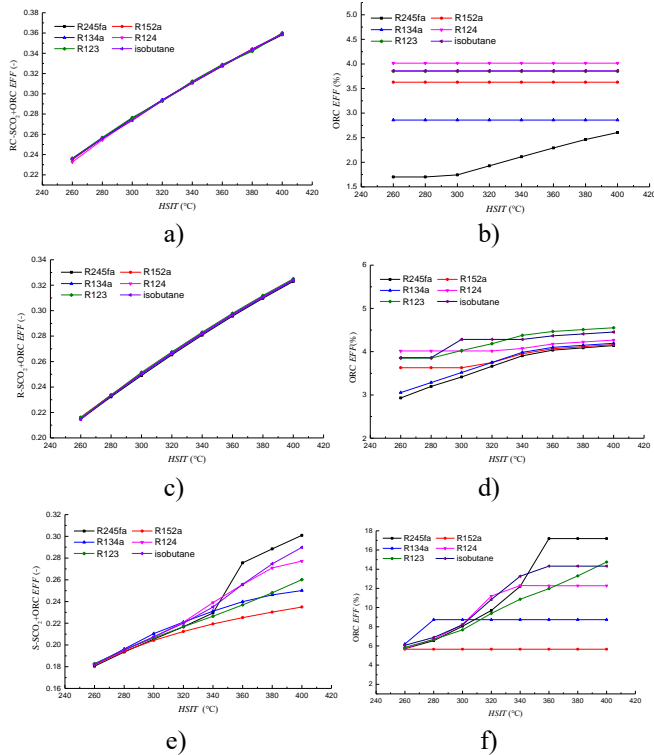 0.38
0.36
0.34
0.32
0.30
0.28
0.26
0.24
0.22
RC-SCO₂+ORC EFF (-)
R245fa R152a
R134a R124
R123 isobutane
240 260 280 300 320 340 360 380 400 420
HSIT (°C)
a)
5.0
4.5
4.0
3.5
3.0
2.5
2.0
1.5
ORC EFF (%)
R245fa R152a
R134a R124
R123 isobutane
240 260 280 300 320 340 360 380 400 420
HSIT (°C)
b)
0.34
0.32
0.30
0.28
0.26
0.24
0.22
0.20
R-SCO₂+ORC EFF (-)
R245fa R152a
R134a R124
R123 isobutane
240 260 280 300 320 340 360 380 400 420
HSIT (°C)
c)
6
5
4
3
2
ORC EFF(%)
R245fa R152a
R134a R124
R123 isobutane
240 260 280 300 320 340 360 380 400 420
HSIT (°C)
d)
0.34
0.32
0.30
0.28
0.26
0.24
0.22
0.20
0.18
0.16
S-SCO₂+ORC EFF (-)
R245fa R152a
R134a R124
R123 isobutane
240 260 280 300 320 340 360 380 400 420
HSIT (°C)
e)
18
16
14
12
10
8
6
4
2
ORC EFF (%)
R245fa R152a
R134a R124
R123 isobutane
240 260 280 300 320 340 360 380 400 420
HSIT (°C)
f)